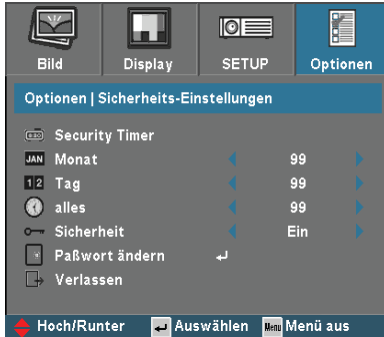 Bild Display SETUP Optionen
Optionen | Sicherheits-Einstellungen
Security Timer
JAN Monat 99
1 2 Tag 99
alles 99
Sicherheit Ein
Paßwort ändern
Verlassen
Hoch/Runter Auswählen Menu Menü aus